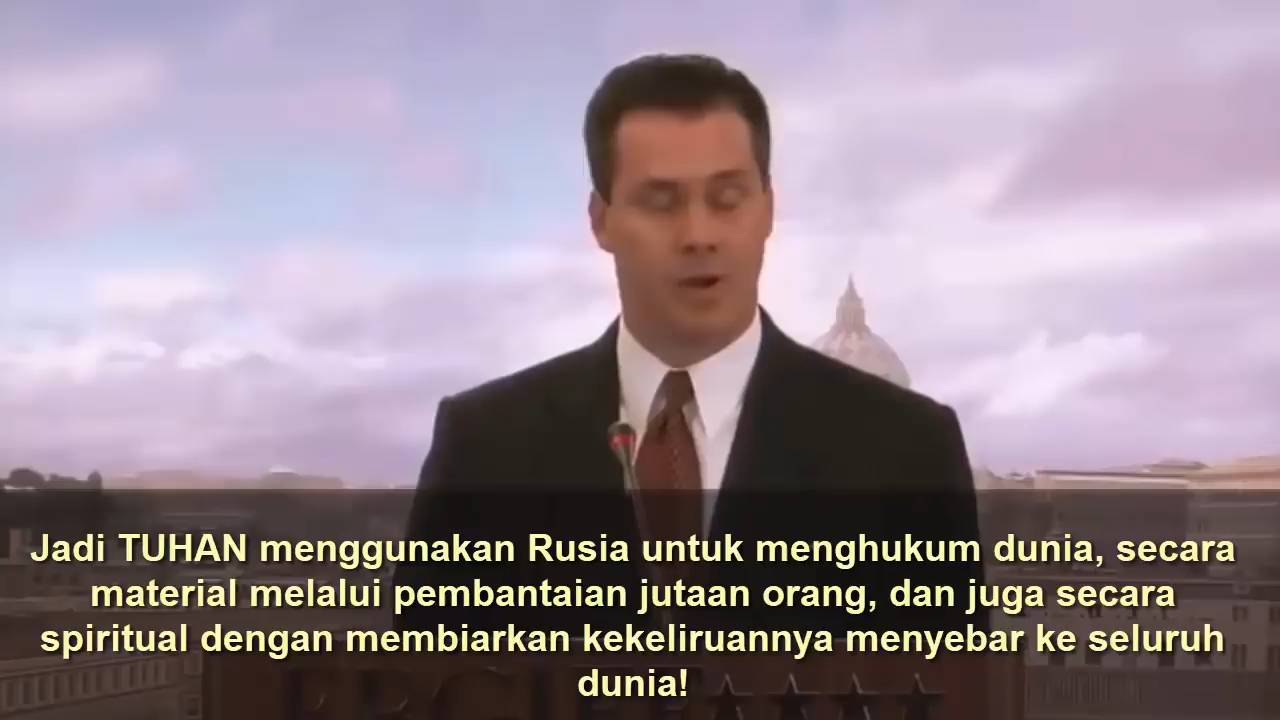 Jadi TUHAN menggunakan Rusia untuk menghukum dunia, secara
material melalui pembantaian jutaan orang, dan juga secara
spiritual dengan membiarkan kekeliruannya menyebar ke seluruh
dunia!